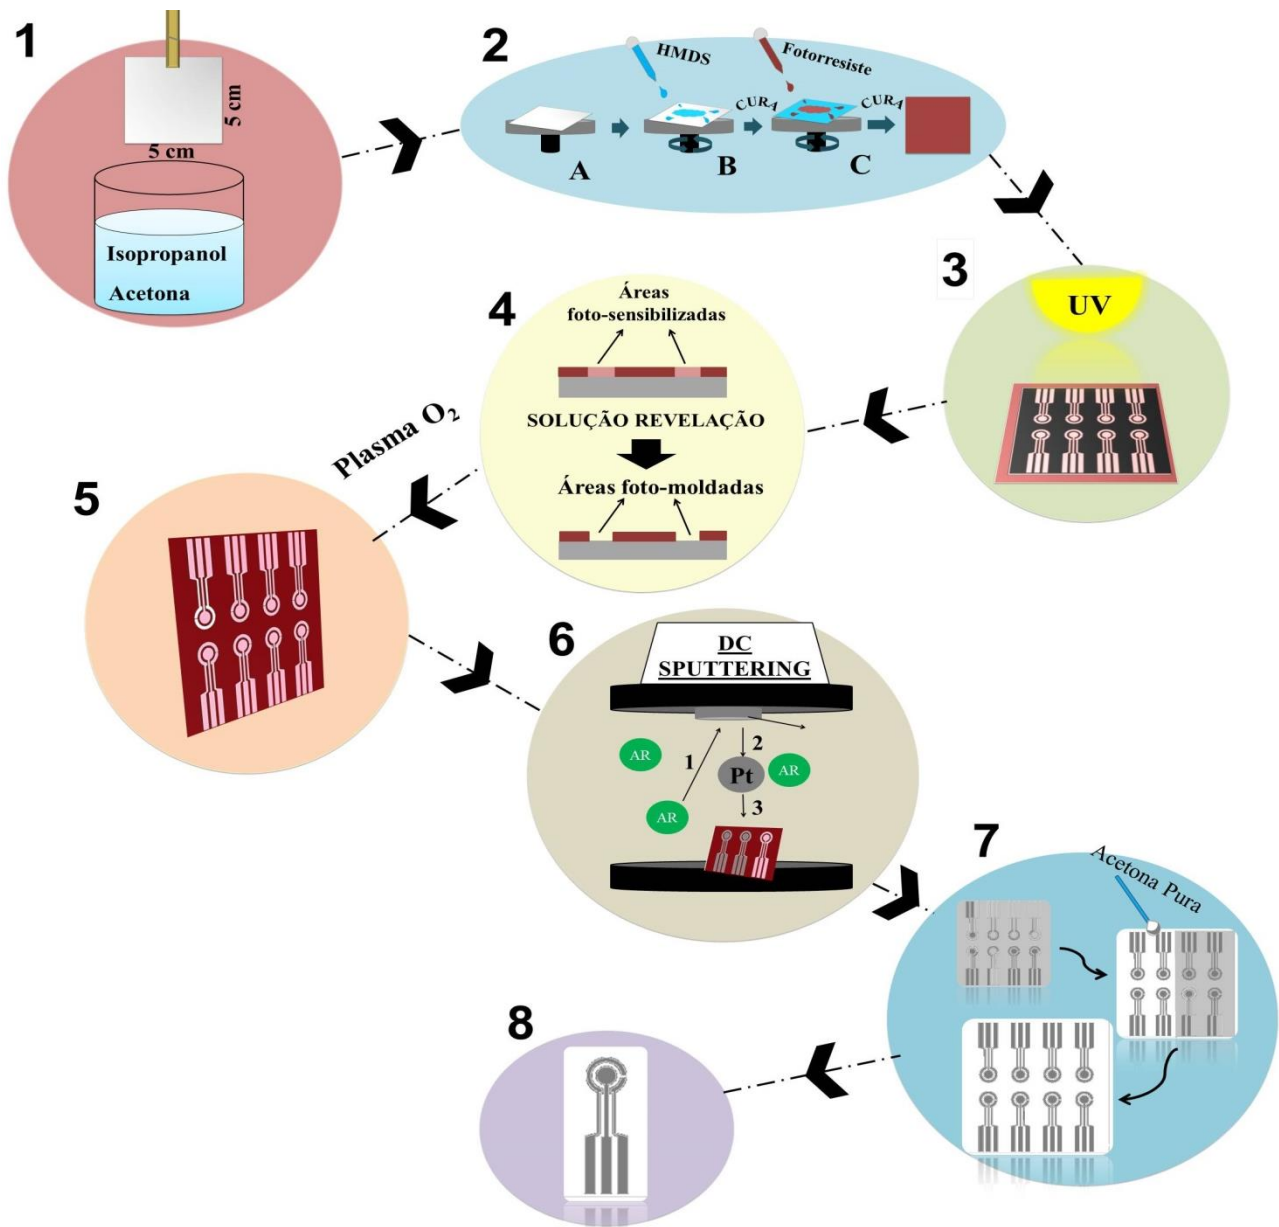 1
5 cm
5 cm
Isopropanol
Acetona
2
HMDS
Fotorresiste
CURA
CURA
A
B
C
3
UV
4
Áreas
foto-sensibilizadas
SOLUÇÃO REVELAÇÃO
Áreas foto-moldadas
Plasma O₂
5
6
DC
SPUTTERING
AR
1
2
Pt
AR
AR
3
7
Acetona Pura
8